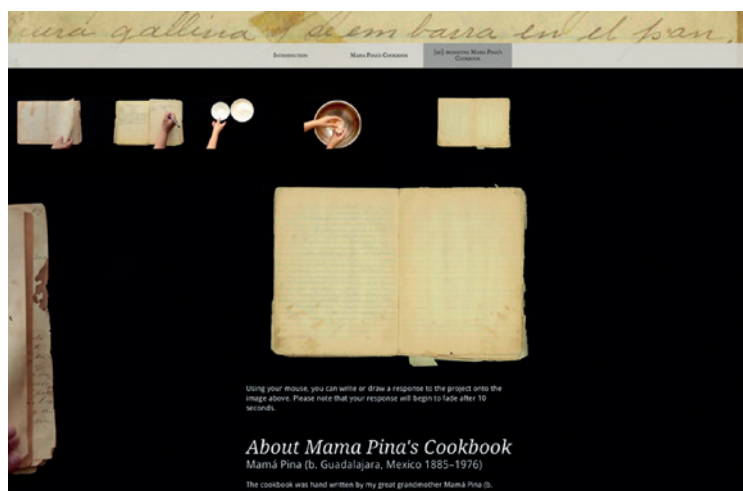 gallina y se embarra en el pan,
INTRODUCTION
MAMA PINA'S COOKBOOK
[RE] MEDIATING MAMA PINA'S
COOKBOOK
Using your mouse, you can write or draw a response to the project onto the
image above. Please note that your response will begin to fade after 10
seconds.
About Mama Pina's Cookbook
Mamá Pina (b. Guadalajara, Mexico 1885–1976)
The cookbook was hand written by my great grandmother Mamá Pina (b.